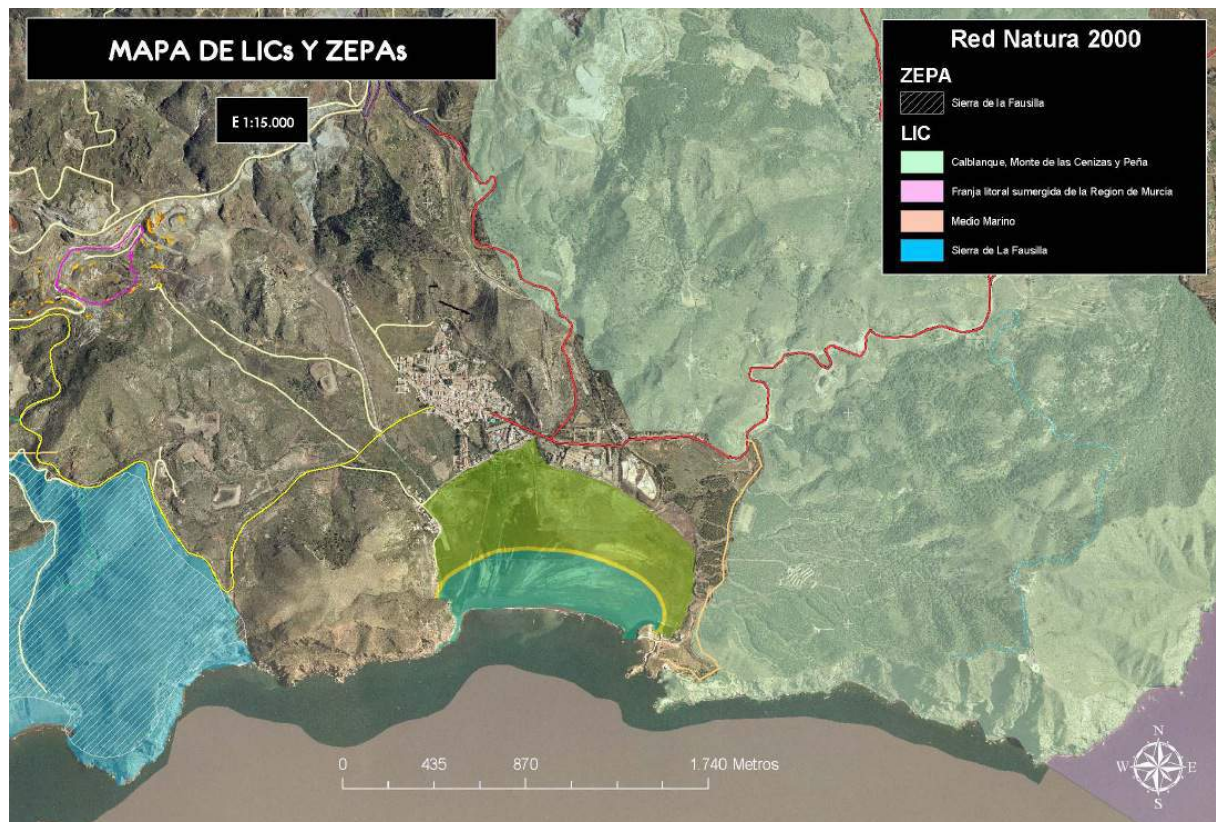 MAPA DE LICs Y ZEPAs
E 1:15.000
Red Natura 2000
ZEPA
Sierra de la Fausilla
LIC
Calblanque, Monte de las Cenizas y Peña
Franja litoral sumergida de la Region de Murcia
Medio Marino
Sierra de La Fausilla
0 435 870 1.740 Metros
N
W E
S